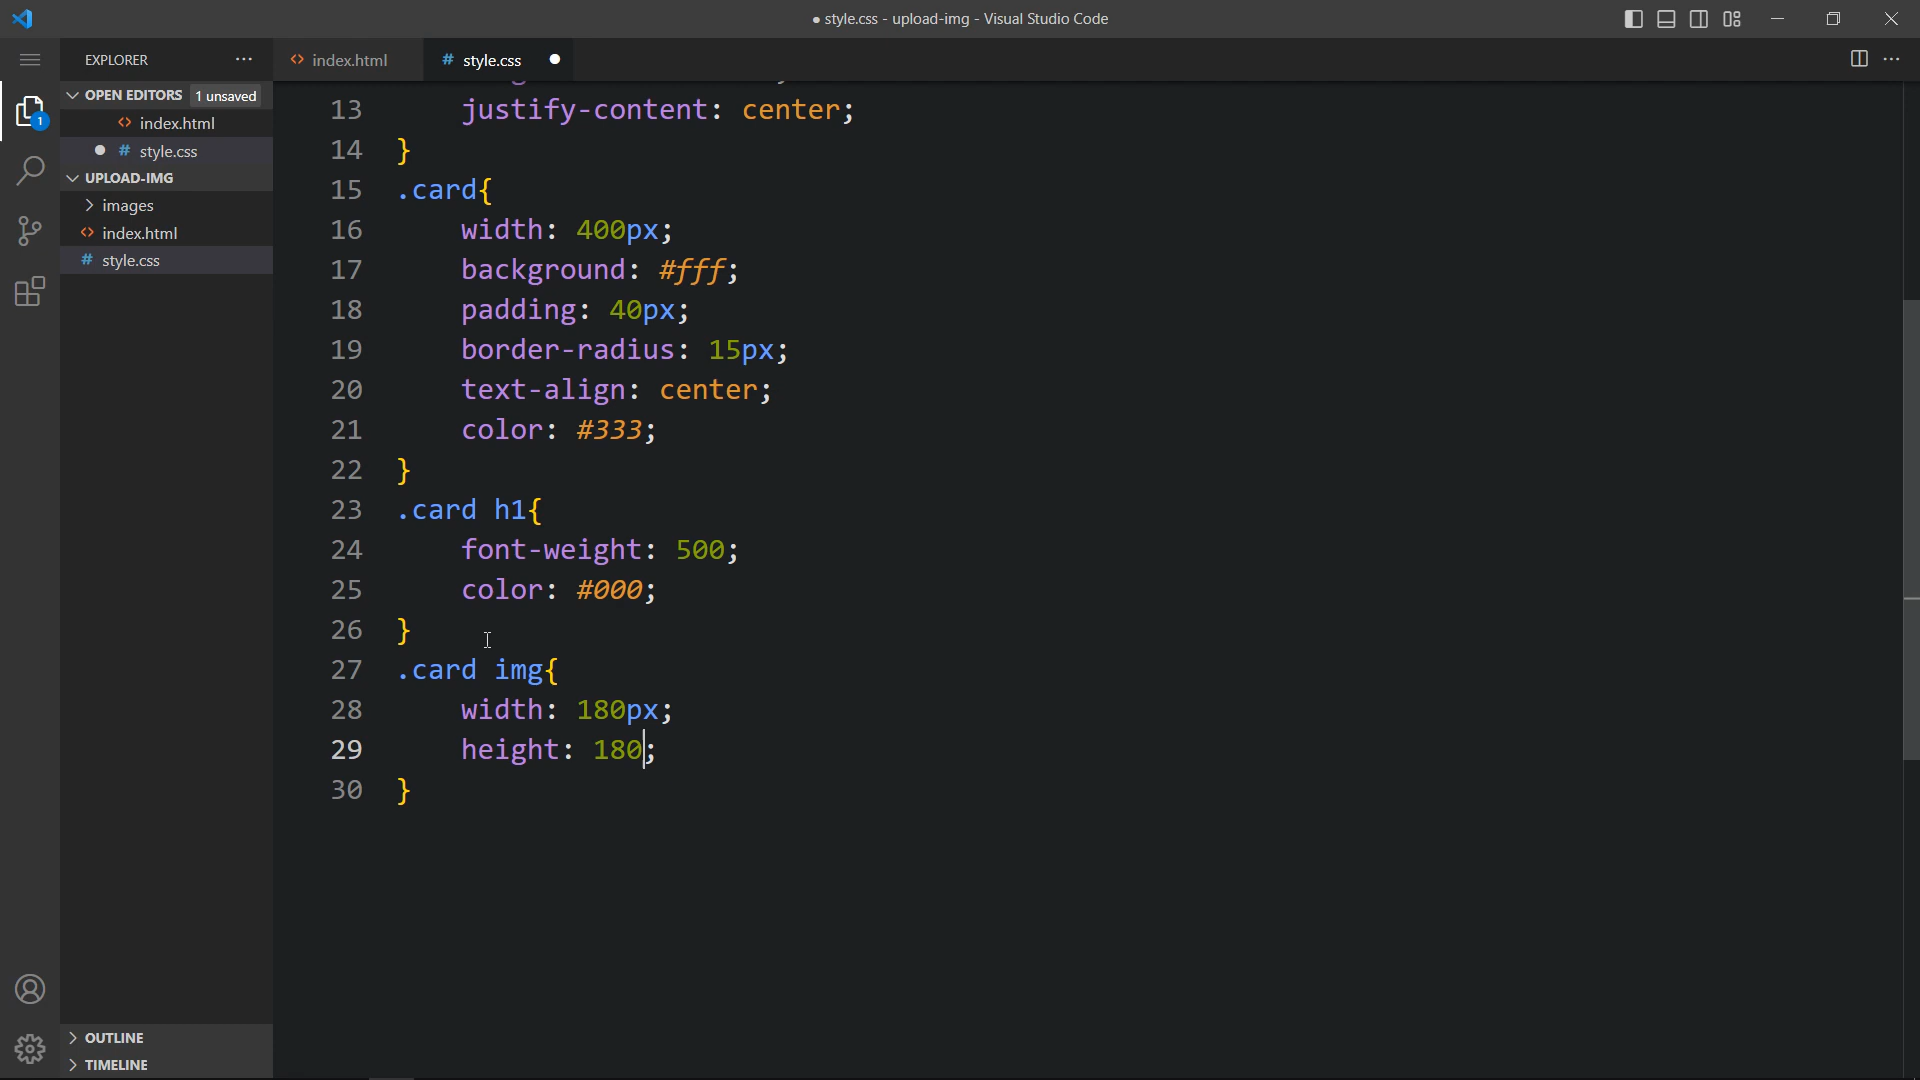 ● style.css - upload-img - Visual Studio Code
EXPLORER
index.html
# style.css
OPEN EDITORS 1 unsaved
index.html
# style.css
UPLOAD-IMG
images
index.html
# style.css
OUTLINE
TIMELINE
1
13 justify-content: center;
14 }
15 .card{
16 width: 400px;
17 background: #fff;
18 padding: 40px;
19 border-radius: 15px;
20 text-align: center;
21 color: #333;
22 }
23 .card h1{
24 font-weight: 500;
25 color: #000;
26 }
27 .card img{
28 width: 180px;
29 height: 180;
30 }